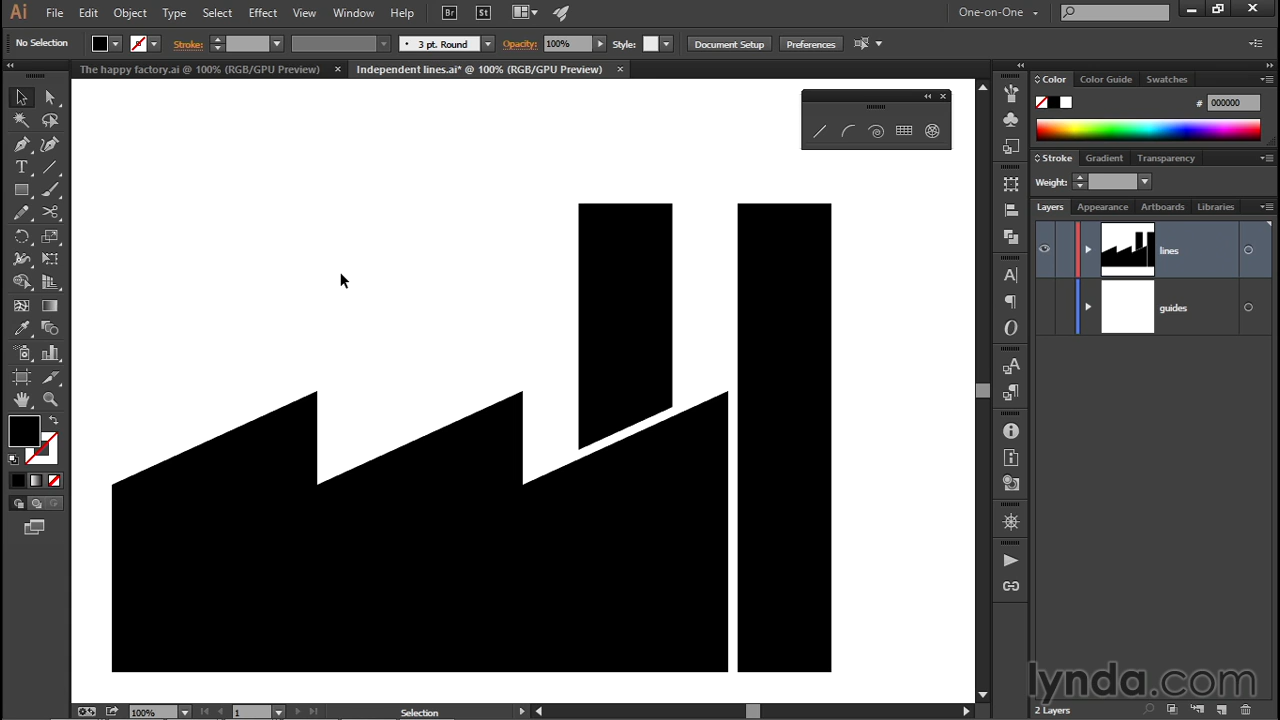 Ai File Edit Object Type Select Effect View Window Help Br St One-on-One
No Selection Stroke: 3 pt. Round Opacity: 100% Style: Document Setup Preferences
The happy factory.ai @ 100% (RGB/GPU Preview) × Independent lines.ai* @ 100% (RGB/GPU Preview) ×
Color Color Guide Swatches
# 000000
Stroke Gradient Transparency
Weight:
Layers Appearance Artboards Libraries
lines
guides
lynda.com
2 Layers
100% 1 Selection